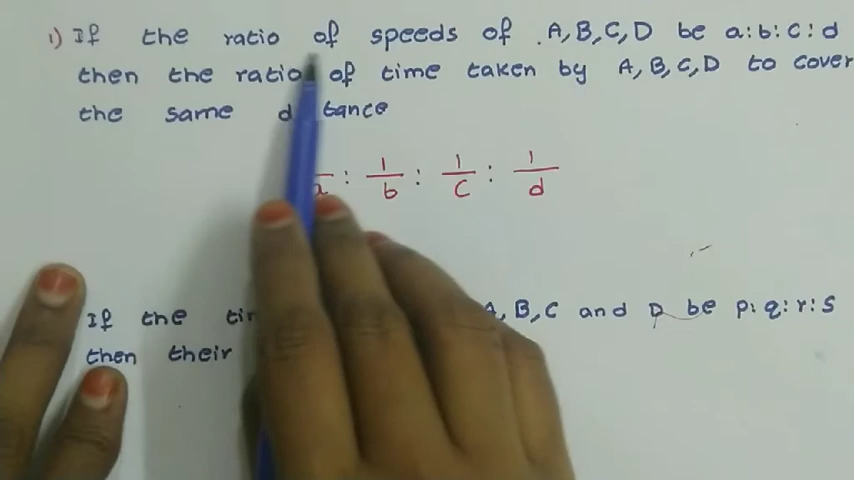 1) If the ratio of speeds of A, B, C, D be a : b : c : d
then the ratio of time taken by A, B, C, D to cover
the same tance
a : 1/b : 1/c : 1/d
If the A, B, C and D be p : q : r : s
then their